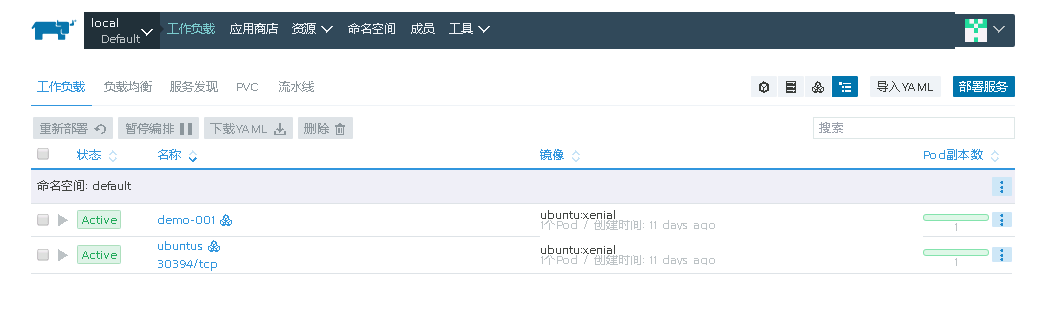 local
Default
工作负载 应用商店 资源 命名空间 成员 工具
工作负载 负载均衡 服务发现 PVC 流水线 导入YAML 部署服务
重新部署 暂停编排 下载YAML 删除 搜索
状态 名称 镜像 Pod副本数
命名空间: default
Active demo-001 ubuntu:xenial
1个Pod / 创建时间: 11 days ago 1
Active ubuntus ubuntu:xenial
30394/tcp 1个Pod / 创建时间: 11 days ago 1